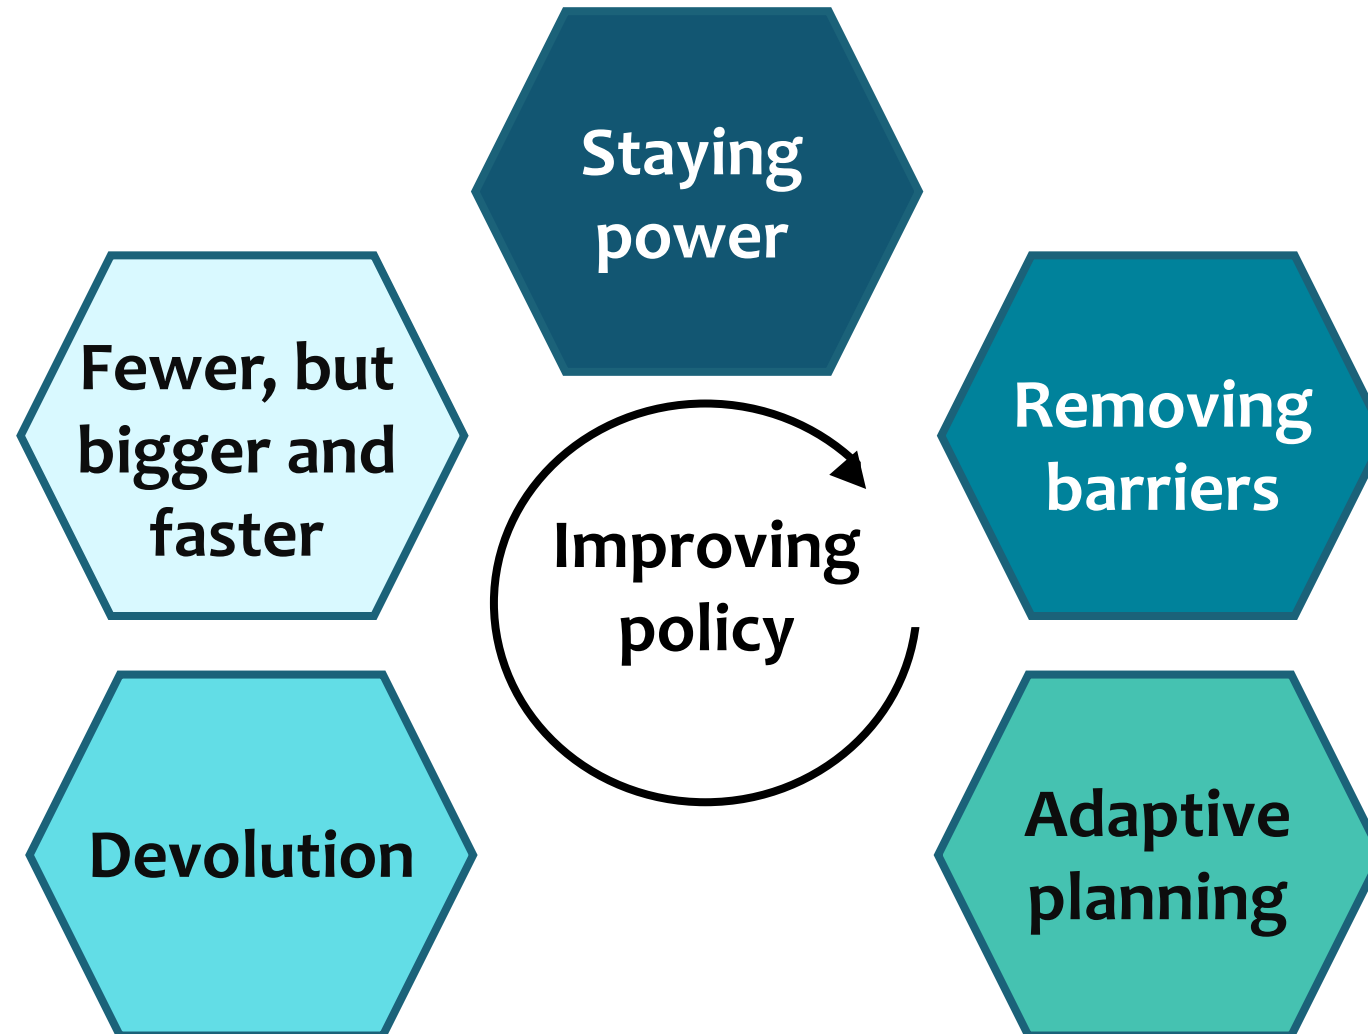 Staying
power
Fewer, but
bigger and
faster
Removing
barriers
Improving
policy
Devolution
Adaptive
planning